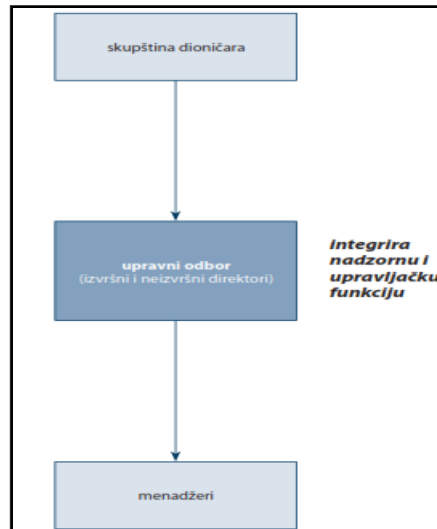 skupština dioničara
upravni odbor
(izvršni i neizvršni direktori)
integrira
nadzornu i
upravljačku
funkciju
menadžeri